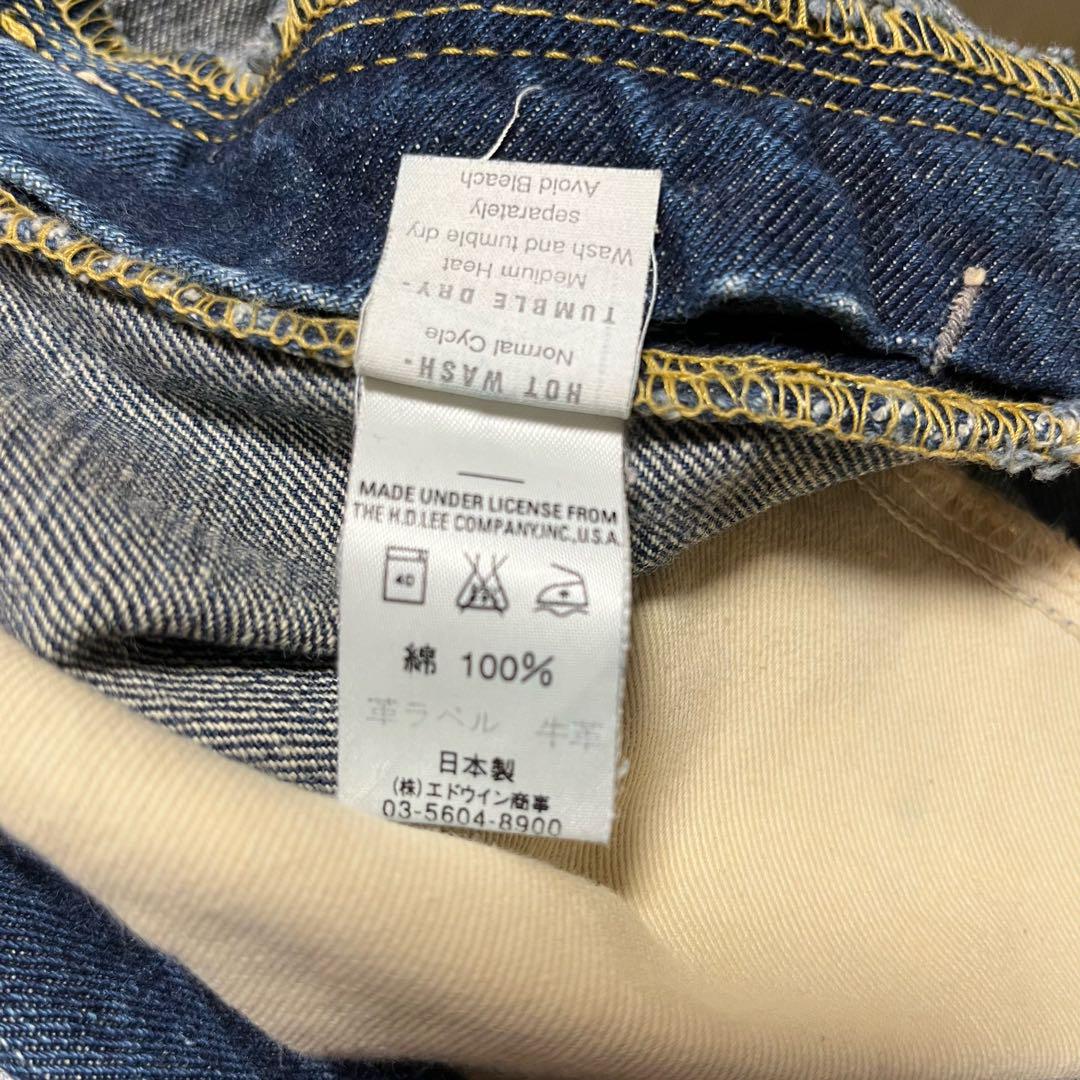 HOT WASH-
Normal Cycle
TUMBLE DRY-
Medium Heat
Wash and tumble dry
separately
Avoid Bleach
MADE UNDER LICENSE FROM
THE H.D.LEE COMPANY,INC.,U.S.A.
40
綿 100%
革ラベル 牛革
日本製
(株)エドウイン商事
03-5604-8900